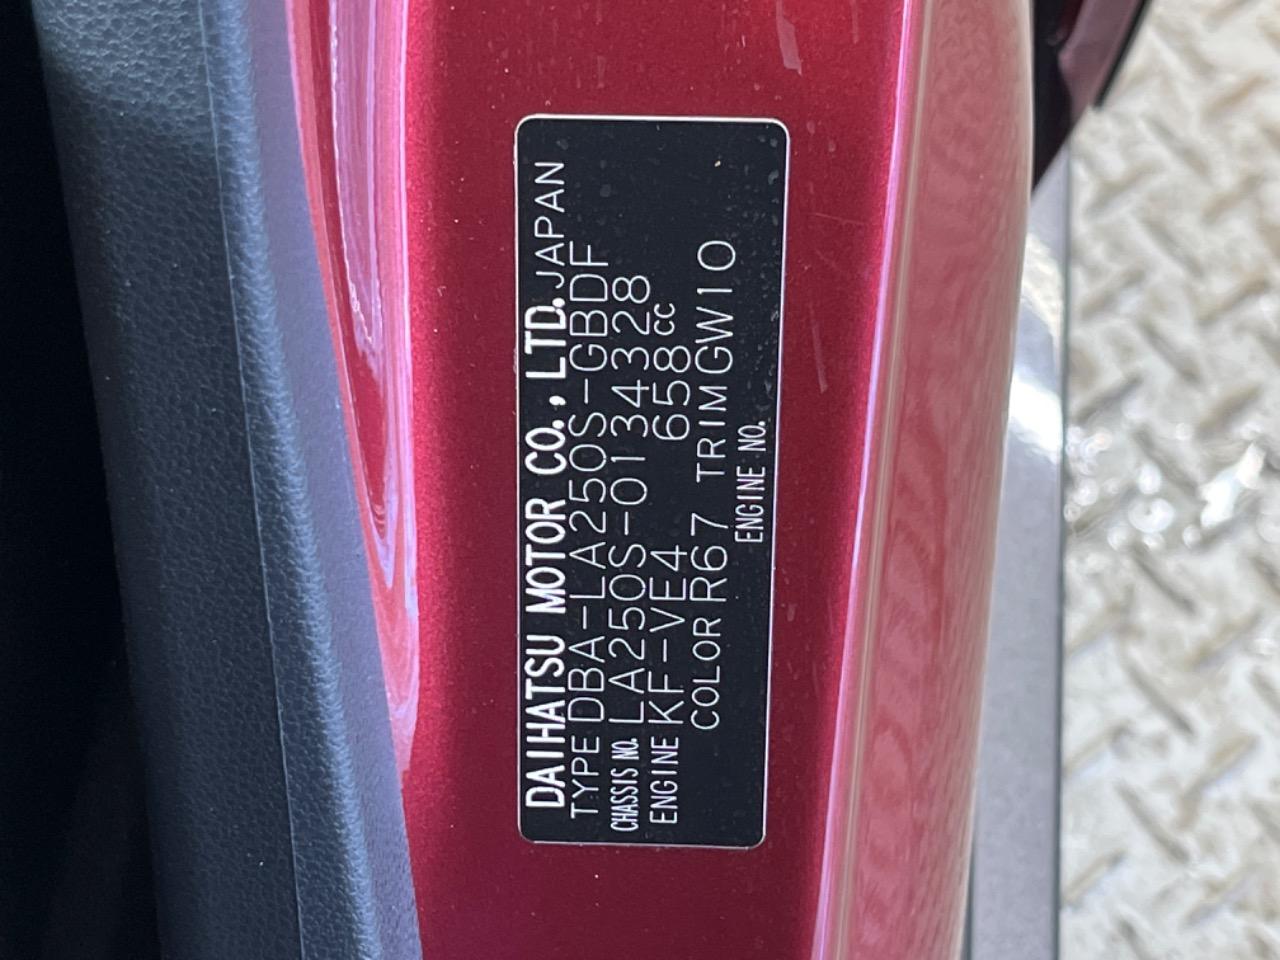 DAIHATSU MOTOR CO., LTD. JAPAN
TYPE DBA-LA250S-GBDF
CHASSIS NO. LA250S-0134328
ENGINE KF-VE4 658cc
COLOR R67 TRIM GW10
ENGINE NO.